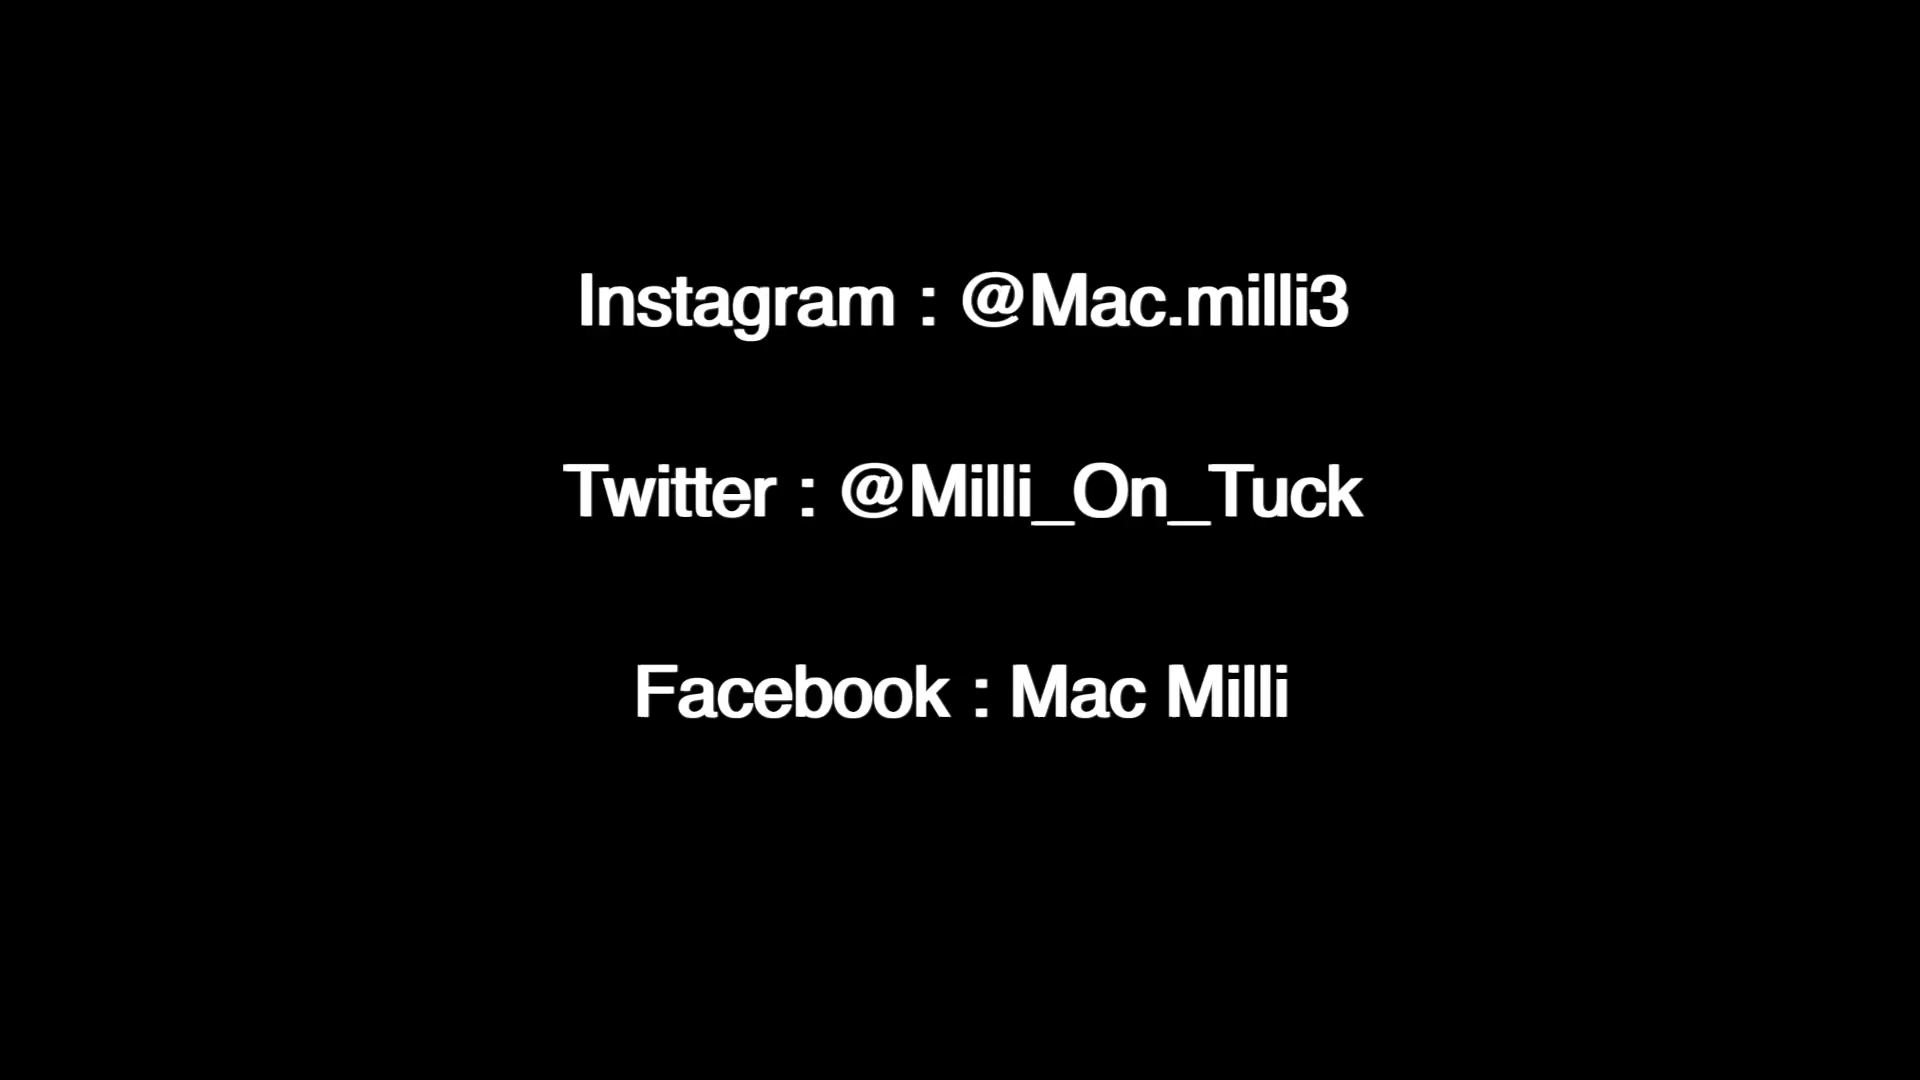 Instagram : @Mac.milli3
Twitter : @Milli_On_Tuck
Facebook : Mac Milli